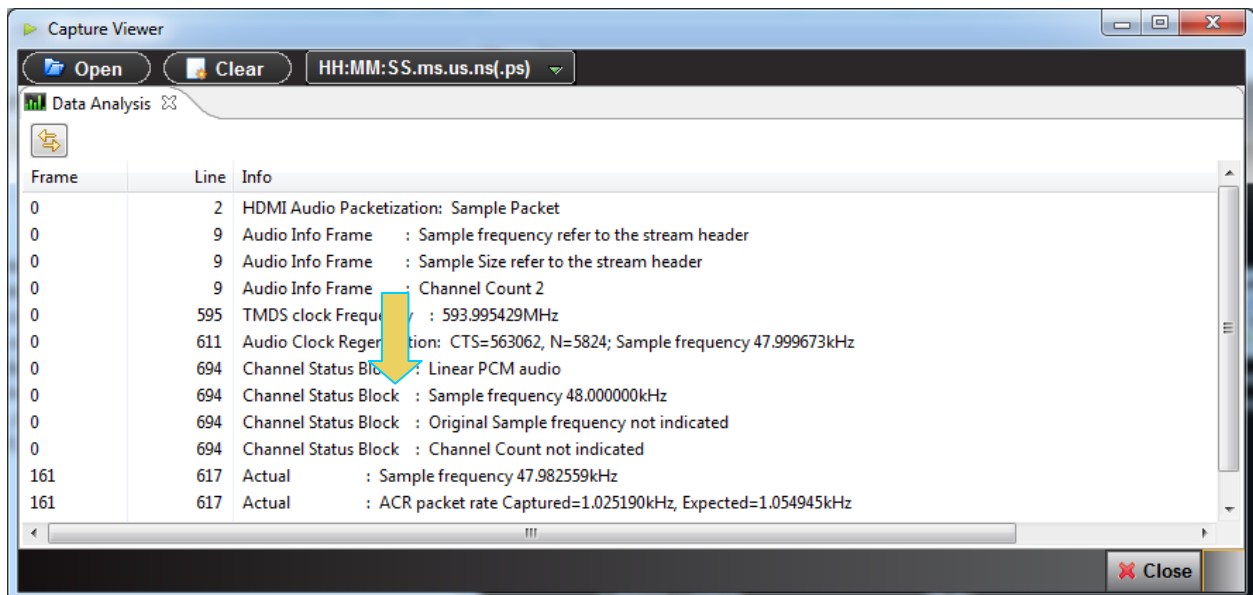 Capture Viewer
Open Clear HH:MM:SS.ms.us.ns(.ps)
Data Analysis
Frame Line Info
0 2 HDMI Audio Packetization: Sample Packet
0 9 Audio Info Frame : Sample frequency refer to the stream header
0 9 Audio Info Frame : Sample Size refer to the stream header
0 9 Audio Info Frame : Channel Count 2
0 595 TMDS clock Freque y : 593.995429MHz
0 611 Audio Clock Reger tion: CTS=563062, N=5824; Sample frequency 47.999673kHz
0 694 Channel Status Blo : Linear PCM audio
0 694 Channel Status Block : Sample frequency 48.000000kHz
0 694 Channel Status Block : Original Sample frequency not indicated
0 694 Channel Status Block : Channel Count not indicated
161 617 Actual : Sample frequency 47.982559kHz
161 617 Actual : ACR packet rate Captured=1.025190kHz, Expected=1.054945kHz
Close